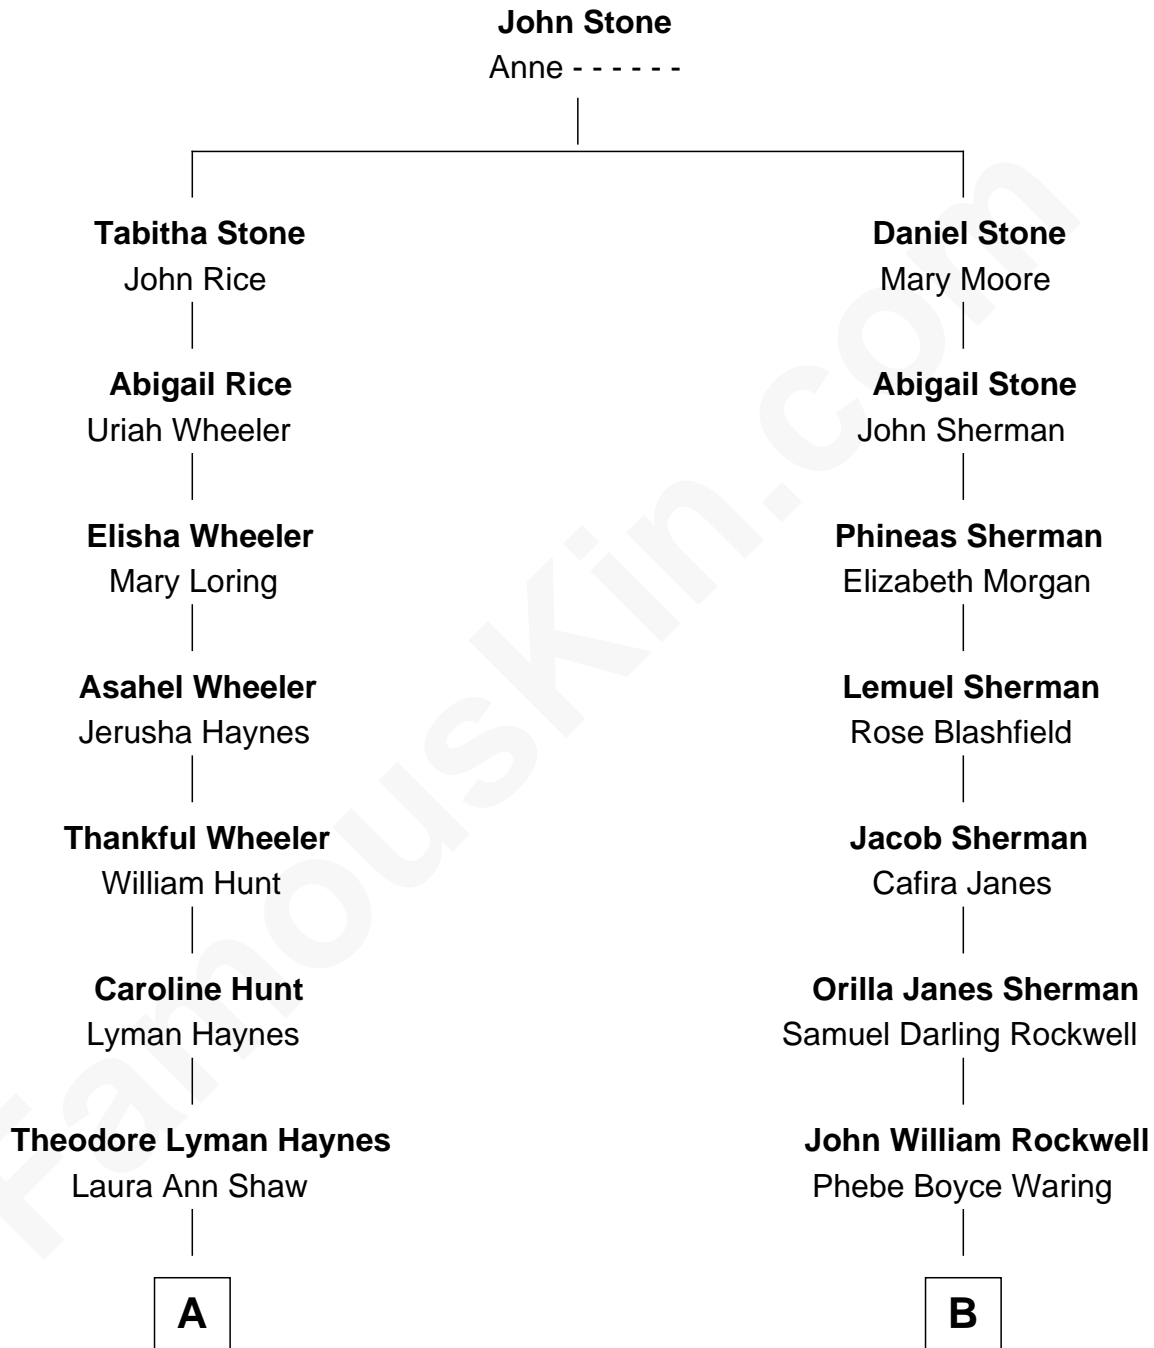 John Stone
Anne - - - - - -
Tabitha Stone
John Rice
Daniel Stone
Mary Moore
Abigail Rice
Uriah Wheeler
Abigail Stone
John Sherman
Elisha Wheeler
Mary Loring
Phineas Sherman
Elizabeth Morgan
Asahel Wheeler
Jerusha Haynes
Lemuel Sherman
Rose Blashfield
Thankful Wheeler
William Hunt
Jacob Sherman
Cafira Janes
Caroline Hunt
Lyman Haynes
Orilla Janes Sherman
Samuel Darling Rockwell
Theodore Lyman Haynes
Laura Ann Shaw
John William Rockwell
Phebe Boyce Waring
A
B
FamousKin.com